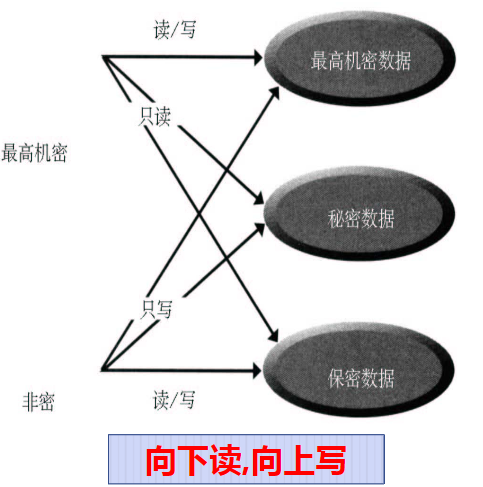 读/写
最高机密数据
只读
最高机密
秘密数据
只写
保密数据
非密
读/写
向下读,向上写